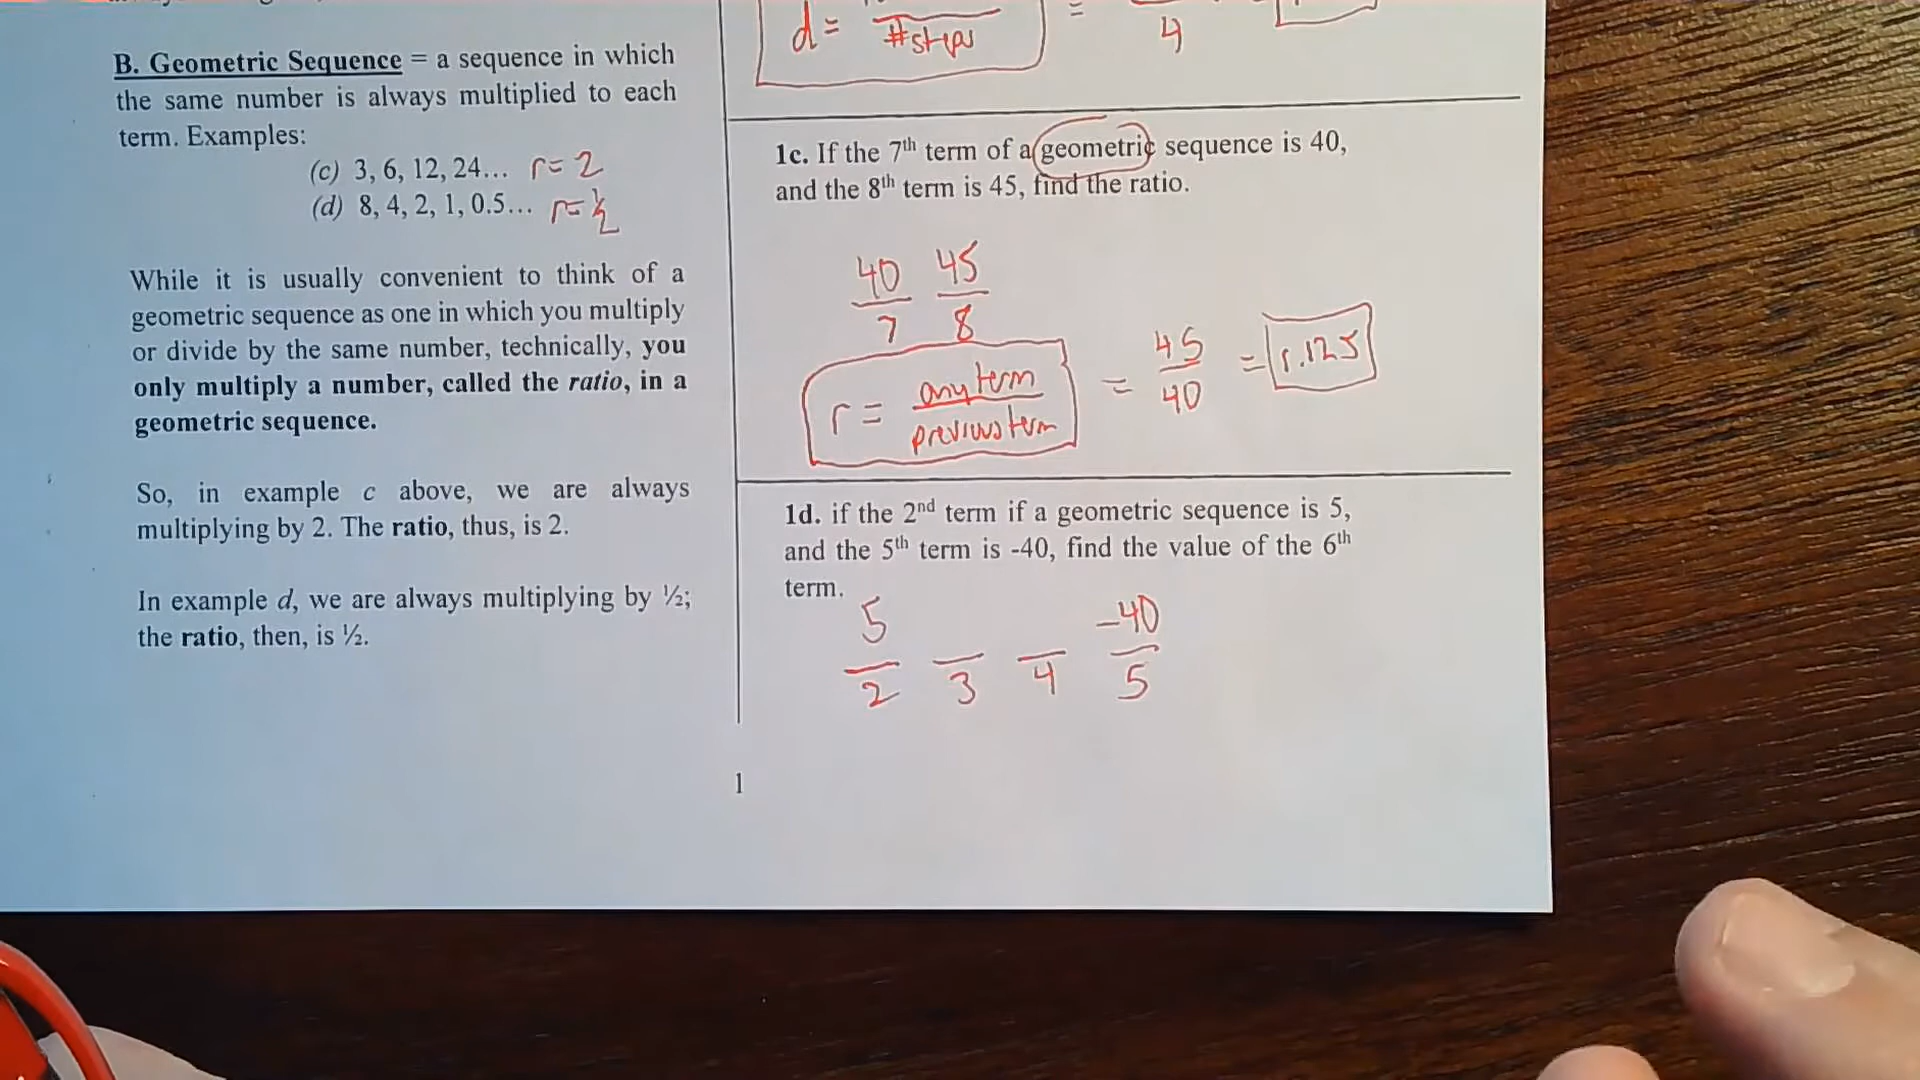 B. Geometric Sequence = a sequence in which
the same number is always multiplied to each
term. Examples:
(c) 3, 6, 12, 24... r = 2
(d) 8, 4, 2, 1, 0.5... r = ½
While it is usually convenient to think of a
geometric sequence as one in which you multiply
or divide by the same number, technically, you
only multiply a number, called the ratio, in a
geometric sequence.
So, in example c above, we are always
multiplying by 2. The ratio, thus, is 2.
In example d, we are always multiplying by ½;
the ratio, then, is ½.
d = #steps = 4
1c. If the 7th term of a geometric sequence is 40,
and the 8th term is 45, find the ratio.
40 45
7 8
r = any term / previous term = 45/40 = 1.125
1d. if the 2nd term if a geometric sequence is 5,
and the 5th term is -40, find the value of the 6th
term.
5 -40
2 3 4 5
1